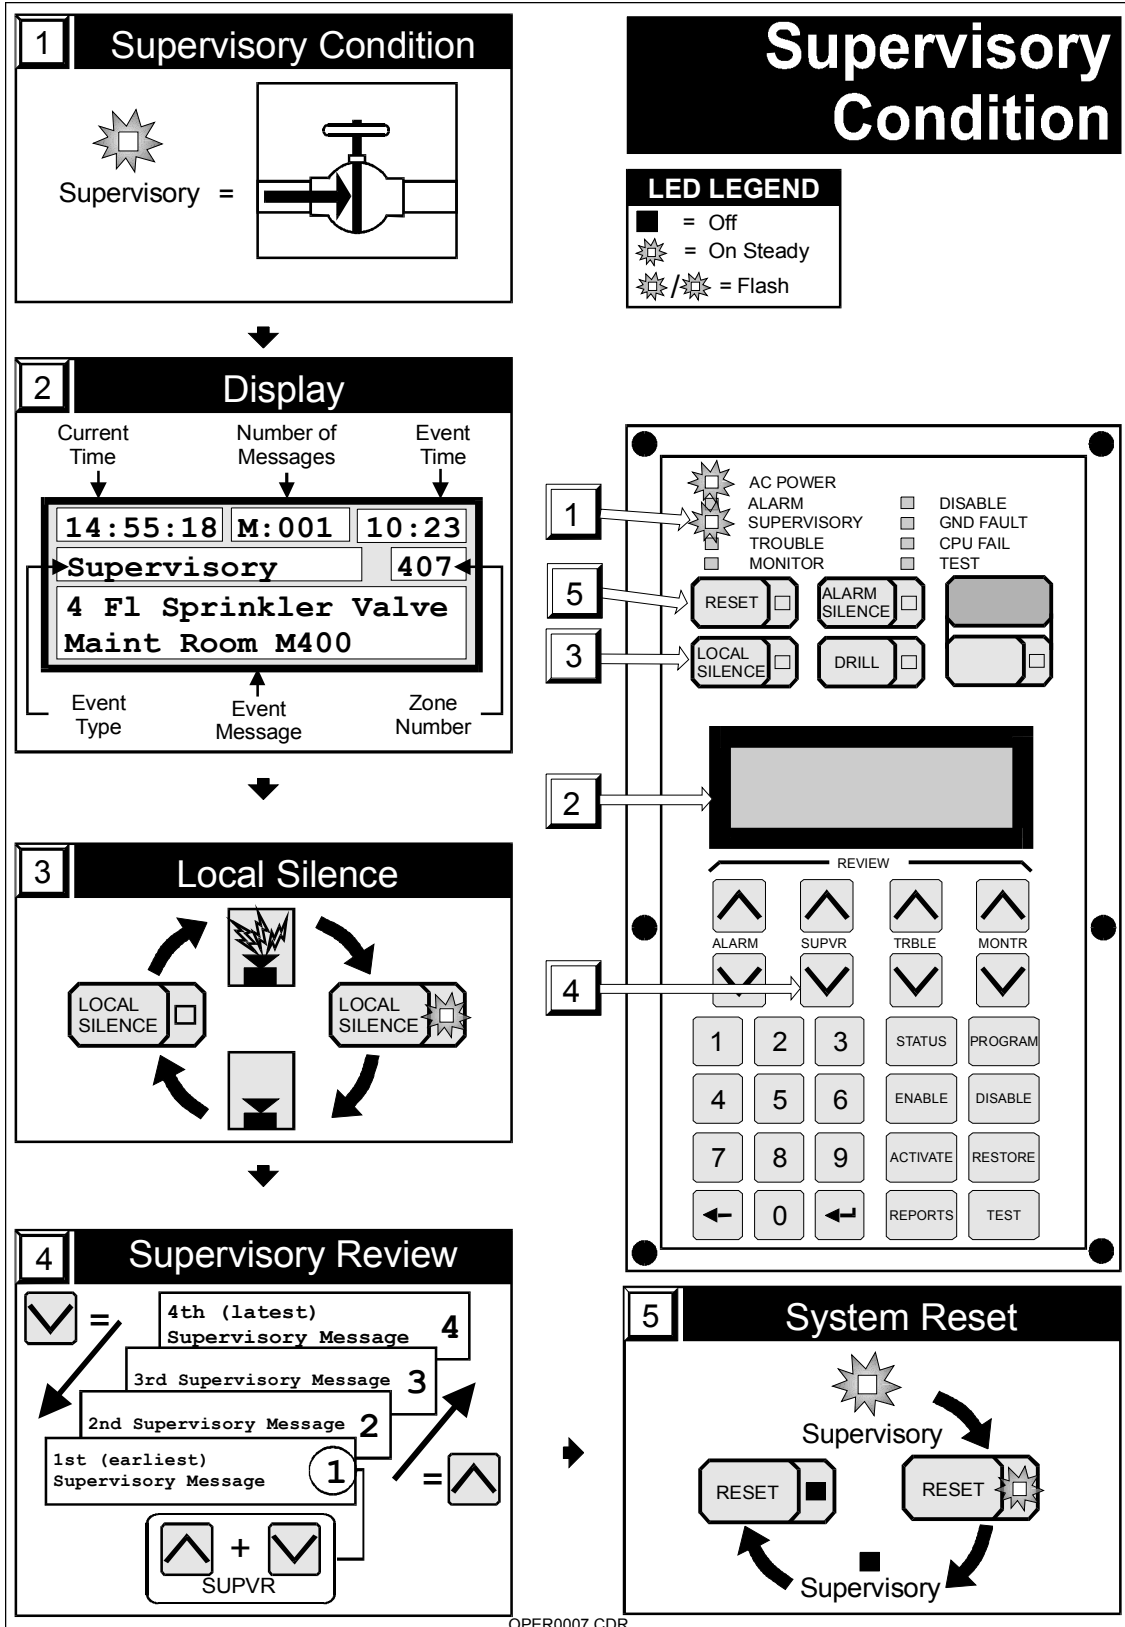 1
Supervisory Condition
Supervisory =
Supervisory
Condition
LED LEGEND
= Off
= On Steady
/ = Flash
2
Display
Current
Time
Number of
Messages
Event
Time
14:55:18 M:001 10:23
Supervisory 407
4 Fl Sprinkler Valve
Maint Room M400
Event
Type
Event
Message
Zone
Number
3
Local Silence
LOCAL
SILENCE
LOCAL
SILENCE
4
Supervisory Review
=
4th (latest)
Supervisory Message 4
3rd Supervisory Message 3
2nd Supervisory Message 2
1st (earliest)
Supervisory Message 1
=
+
SUPVR
1
5
3
2
4
AC POWER
ALARM
SUPERVISORY
TROUBLE
MONITOR
DISABLE
GND FAULT
CPU FAIL
TEST
RESET
ALARM
SILENCE
LOCAL
SILENCE
DRILL
REVIEW
ALARM SUPVR TRBLE MONTR
1 2 3 STATUS PROGRAM
4 5 6 ENABLE DISABLE
7 8 9 ACTIVATE RESTORE
0 REPORTS TEST
5
System Reset
Supervisory
RESET
RESET
Supervisory
OPER0007.CDR